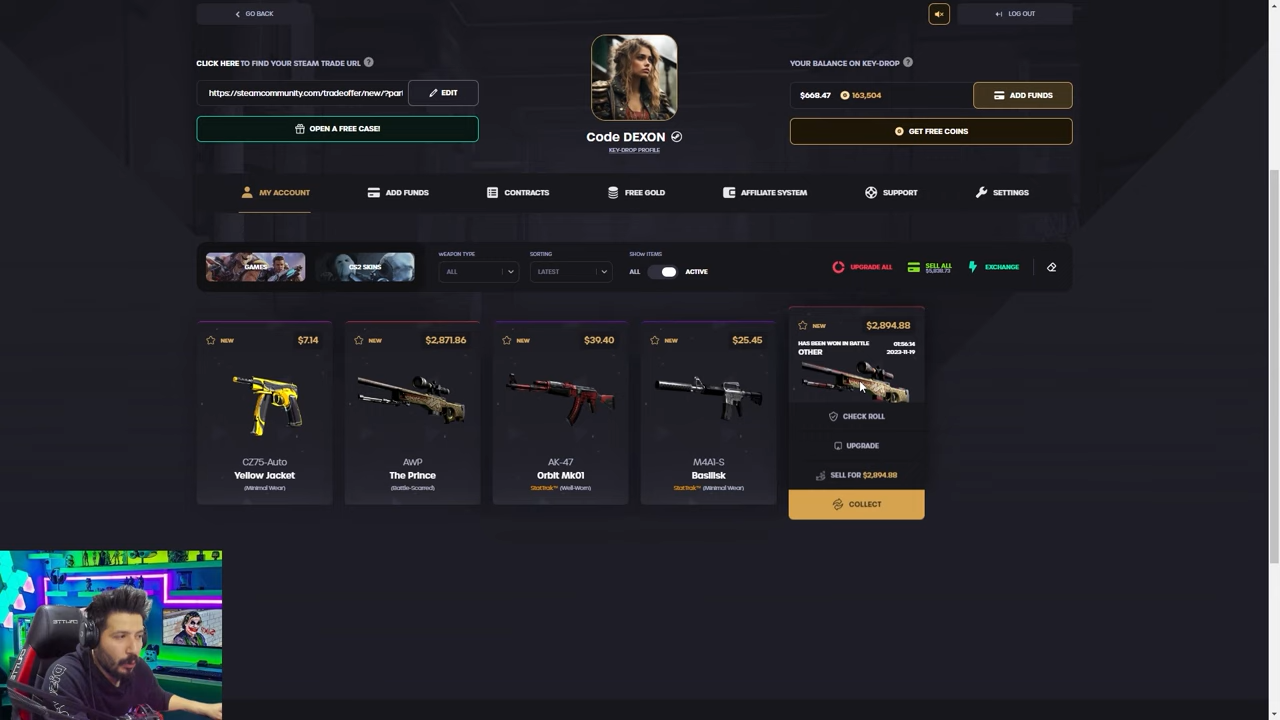 GO BACK
LOG OUT
CLICK HERE TO FIND YOUR STEAM TRADE URL ?
YOUR BALANCE ON KEY-DROP ?
https://steamcommunity.com/tradeoffer/new/?part
EDIT
$668.47 163,504
ADD FUNDS
OPEN A FREE CASE!
GET FREE COINS
Code DEXON
KEY-DROP PROFILE
MY ACCOUNT
ADD FUNDS
CONTRACTS
FREE GOLD
AFFILIATE SYSTEM
SUPPORT
SETTINGS
GAMES
CS2 SKINS
WEAPON TYPE
ALL
SORTING
LATEST
SHOW ITEMS
ALL
ACTIVE
UPGRADE ALL
SELL ALL
EXCHANGE
NEW
$7.14
CZ75-Auto
Yellow Jacket
(Minimal Wear)
NEW
$2,871.86
AWP
The Prince
(Battle-Scarred)
NEW
$39.40
AK-47
Orbit Mk01
StatTrak™ (Well-Worn)
NEW
$25.45
M4A1-S
Basilisk
StatTrak™ (Minimal Wear)
NEW
$2,894.88
HAS BEEN WON IN BATTLE
OTHER
01:56:14
2023-11-19
CHECK ROLL
UPGRADE
SELL FOR $2,894.88
COLLECT